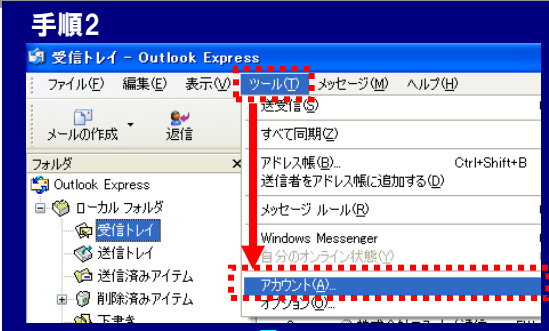 手順2
受信トレイ - Outlook Express
ファイル(F) 編集(E) 表示(V) ツール(T) メッセージ(M) ヘルプ(H)
メールの作成 返信
送受信(S)
すべて同期(Z)
アドレス帳(B)... Ctrl+Shift+B
送信者をアドレス帳に追加する(D)
メッセージ ルール(R)
Windows Messenger
自分のオンライン状態(Y)
アカウント(A)...
オプション(O)...
フォルダ ×
Outlook Express
ローカル フォルダ
受信トレイ
送信トレイ
送信済みアイテム
削除済みアイテム
下書き